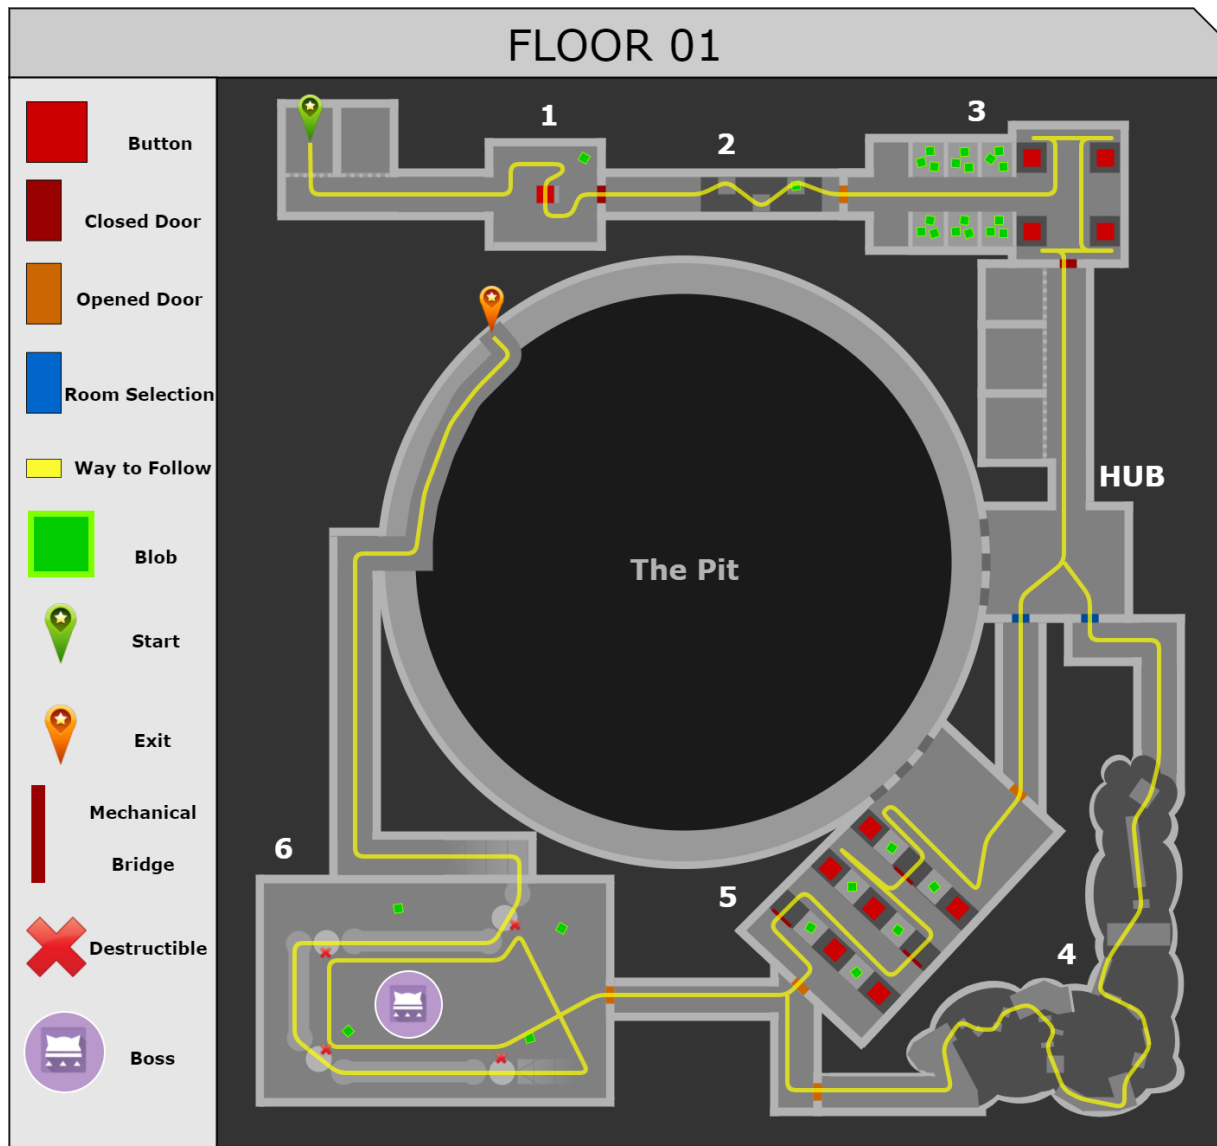 FLOOR 01
Button
Closed Door
Opened Door
Room Selection
Way to Follow
Blob
Start
Exit
Mechanical
Bridge
Destructible
Boss
1
2
3
HUB
The Pit
6
5
4